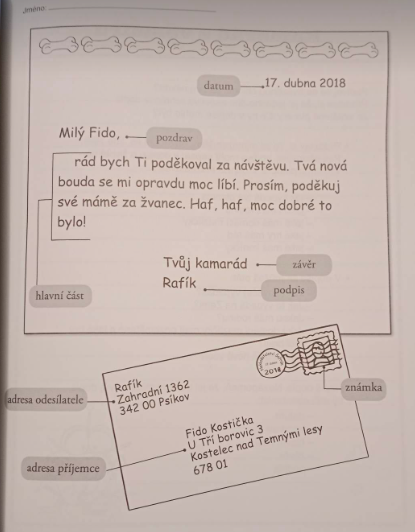 Jméno
datum
17. dubna 2018
Milý Fido,
pozdrav
rád bych Ti poděkoval za návštěvu. Tvá nová
bouda se mi opravdu moc líbí. Prosím, poděkuj
své mámě za žvanec. Haf, haf, moc dobré to
bylo!
Tvůj kamarád
závěr
hlavní část
Rafík
podpis
2018
Rafík
Zahradní 1362
342 00 Psíkov
známka
adresa odesílatele
Fido Kostička
U Tří borovic 3
Kostelec nad Temnými lesy
678 01
adresa příjemce